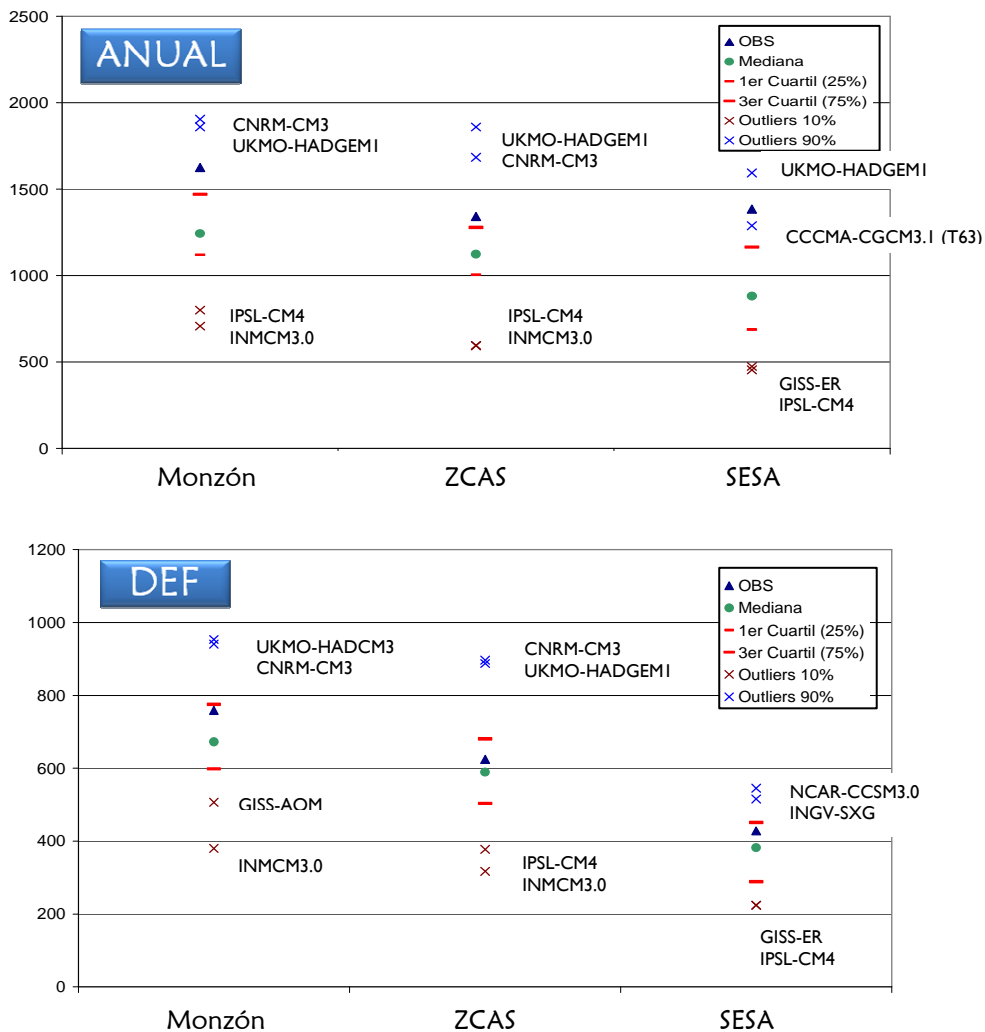 ANUAL
2500
2000
1500
1000
500
0
OBS
Mediana
1er Cuartil (25%)
3er Cuartil (75%)
Outliers 10%
Outliers 90%
CNRM-CM3
UKMO-HADGEM1
UKMO-HADGEM1
CNRM-CM3
UKMO-HADGEM1
CCCMA-CGCM3.1 (T63)
IPSL-CM4
INMCM3.0
IPSL-CM4
INMCM3.0
GISS-ER
IPSL-CM4
Monzón
ZCAS
SESA
DEF
1200
1000
800
600
400
200
0
OBS
Mediana
1er Cuartil (25%)
3er Cuartil (75%)
Outliers 10%
Outliers 90%
UKMO-HADCM3
CNRM-CM3
CNRM-CM3
UKMO-HADGEM1
NCAR-CCSM3.0
INGV-SXG
GISS-AOM
INMCM3.0
IPSL-CM4
INMCM3.0
GISS-ER
IPSL-CM4
Monzón
ZCAS
SESA